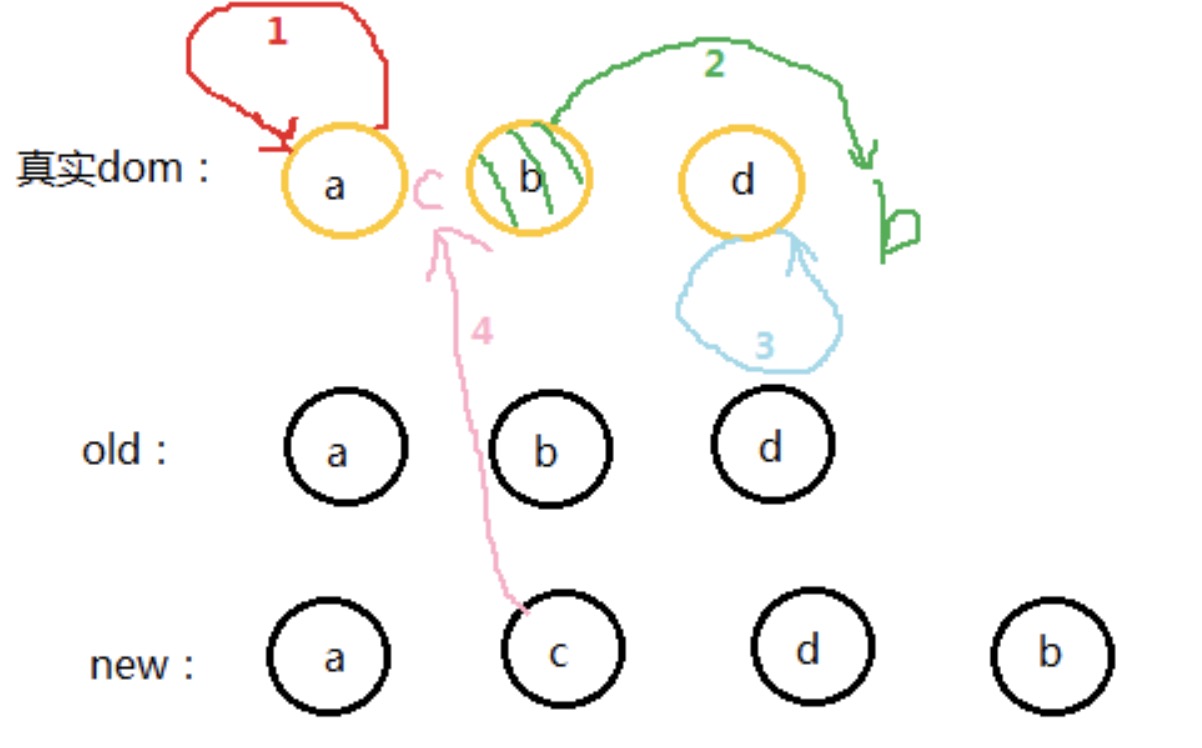 1
2
真实dom： a c b d b
3
4
old： a b d
new： a c d b